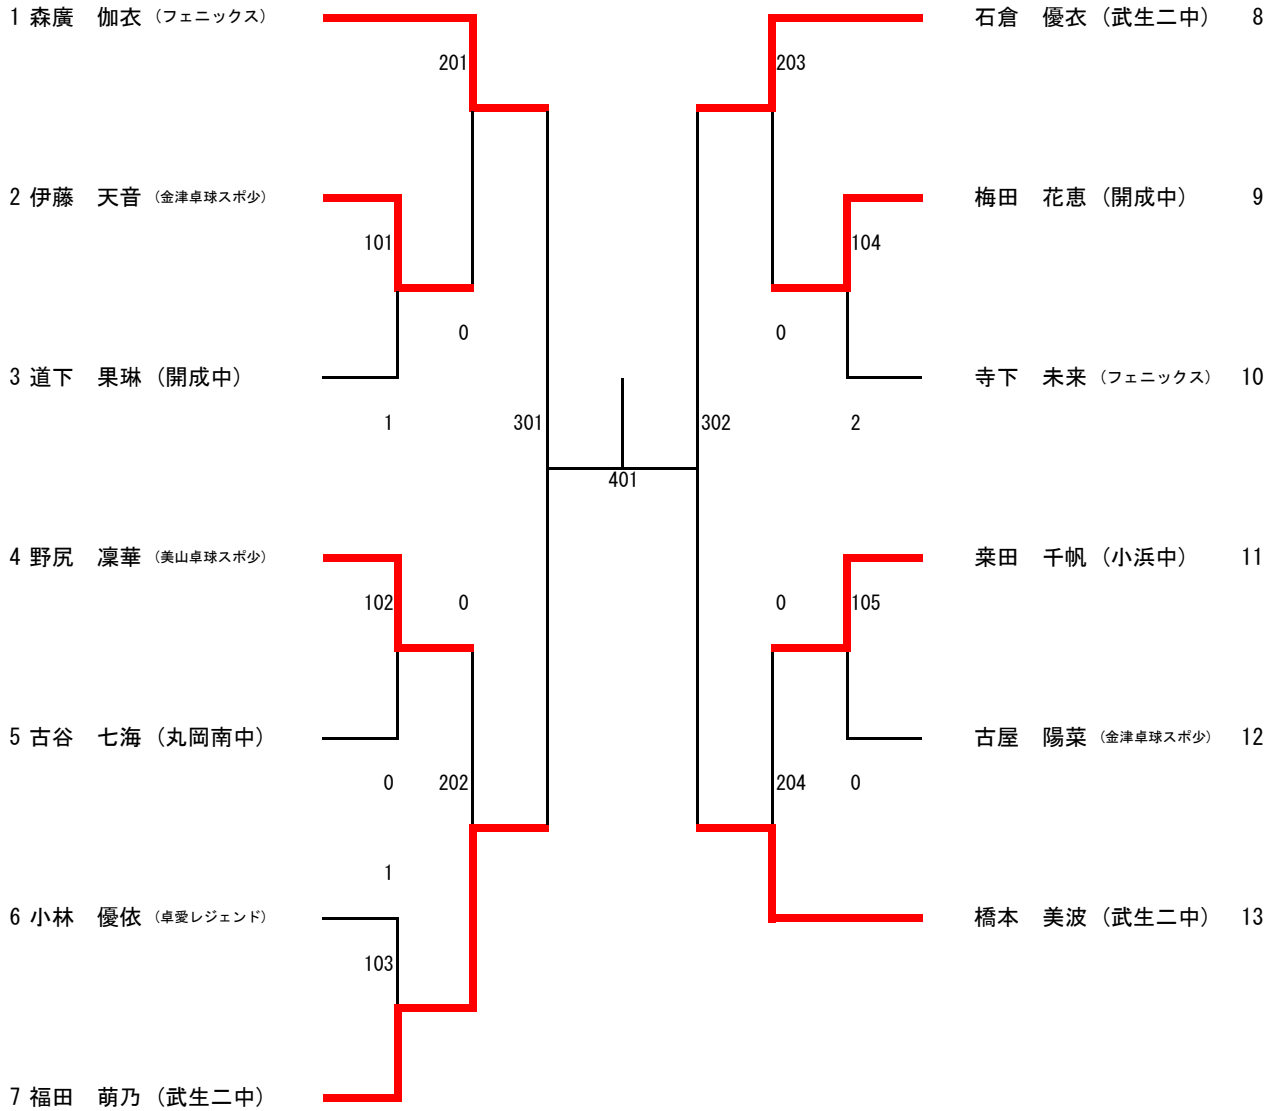 1 森廣　伽衣 (フェニックス)
石倉　優衣 (武生二中) 8
201
203
2 伊藤　天音 (金津卓球スポ少)
梅田　花恵 (開成中) 9
101
104
0
0
3 道下　果琳 (開成中)
寺下　未来 (フェニックス) 10
1
301
302
2
401
4 野尻　凜華 (美山卓球スポ少)
桒田　千帆 (小浜中) 11
102
0
0
105
5 古谷　七海 (丸岡南中)
古屋　陽菜 (金津卓球スポ少) 12
0
202
204
0
1
6 小林　優依 (卓愛レジェンド)
橋本　美波 (武生二中) 13
103
7 福田　萌乃 (武生二中)